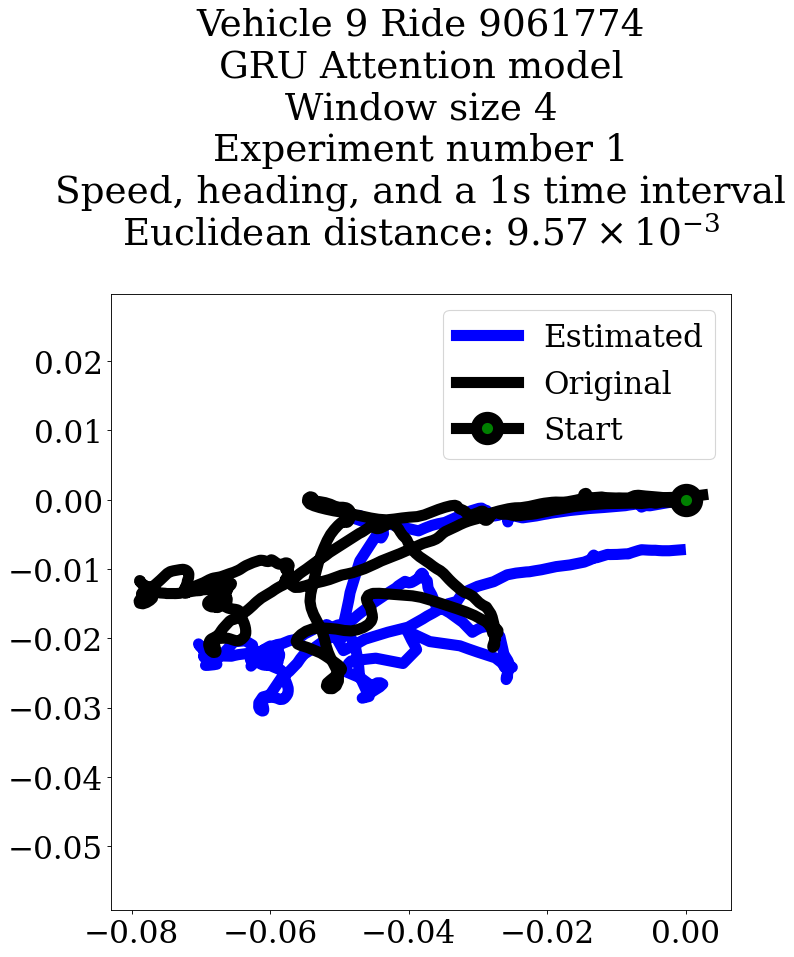 Vehicle 9 Ride 9061774
GRU Attention model
Window size 4
Experiment number 1
Speed, heading, and a 1s time interval
Euclidean distance: 9.57 × 10⁻³
Estimated
Original
Start
0.02
0.01
0.00
−0.01
−0.02
−0.03
−0.04
−0.05
−0.08 −0.06 −0.04 −0.02 0.00